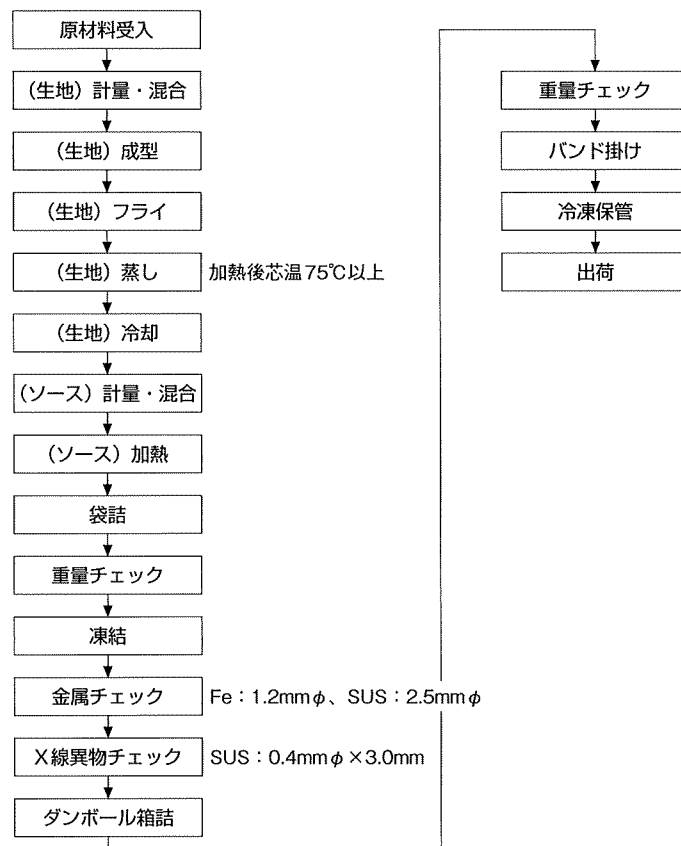 原材料受入
(生地)計量・混合
(生地)成型
(生地)フライ
(生地)蒸し 加熱後芯温75℃以上
(生地)冷却
(ソース)計量・混合
(ソース)加熱
袋詰
重量チェック
凍結
金属チェック Fe:1.2mmφ、SUS:2.5mmφ
X線異物チェック SUS:0.4mmφ×3.0mm
ダンボール箱詰
重量チェック
バンド掛け
冷凍保管
出荷